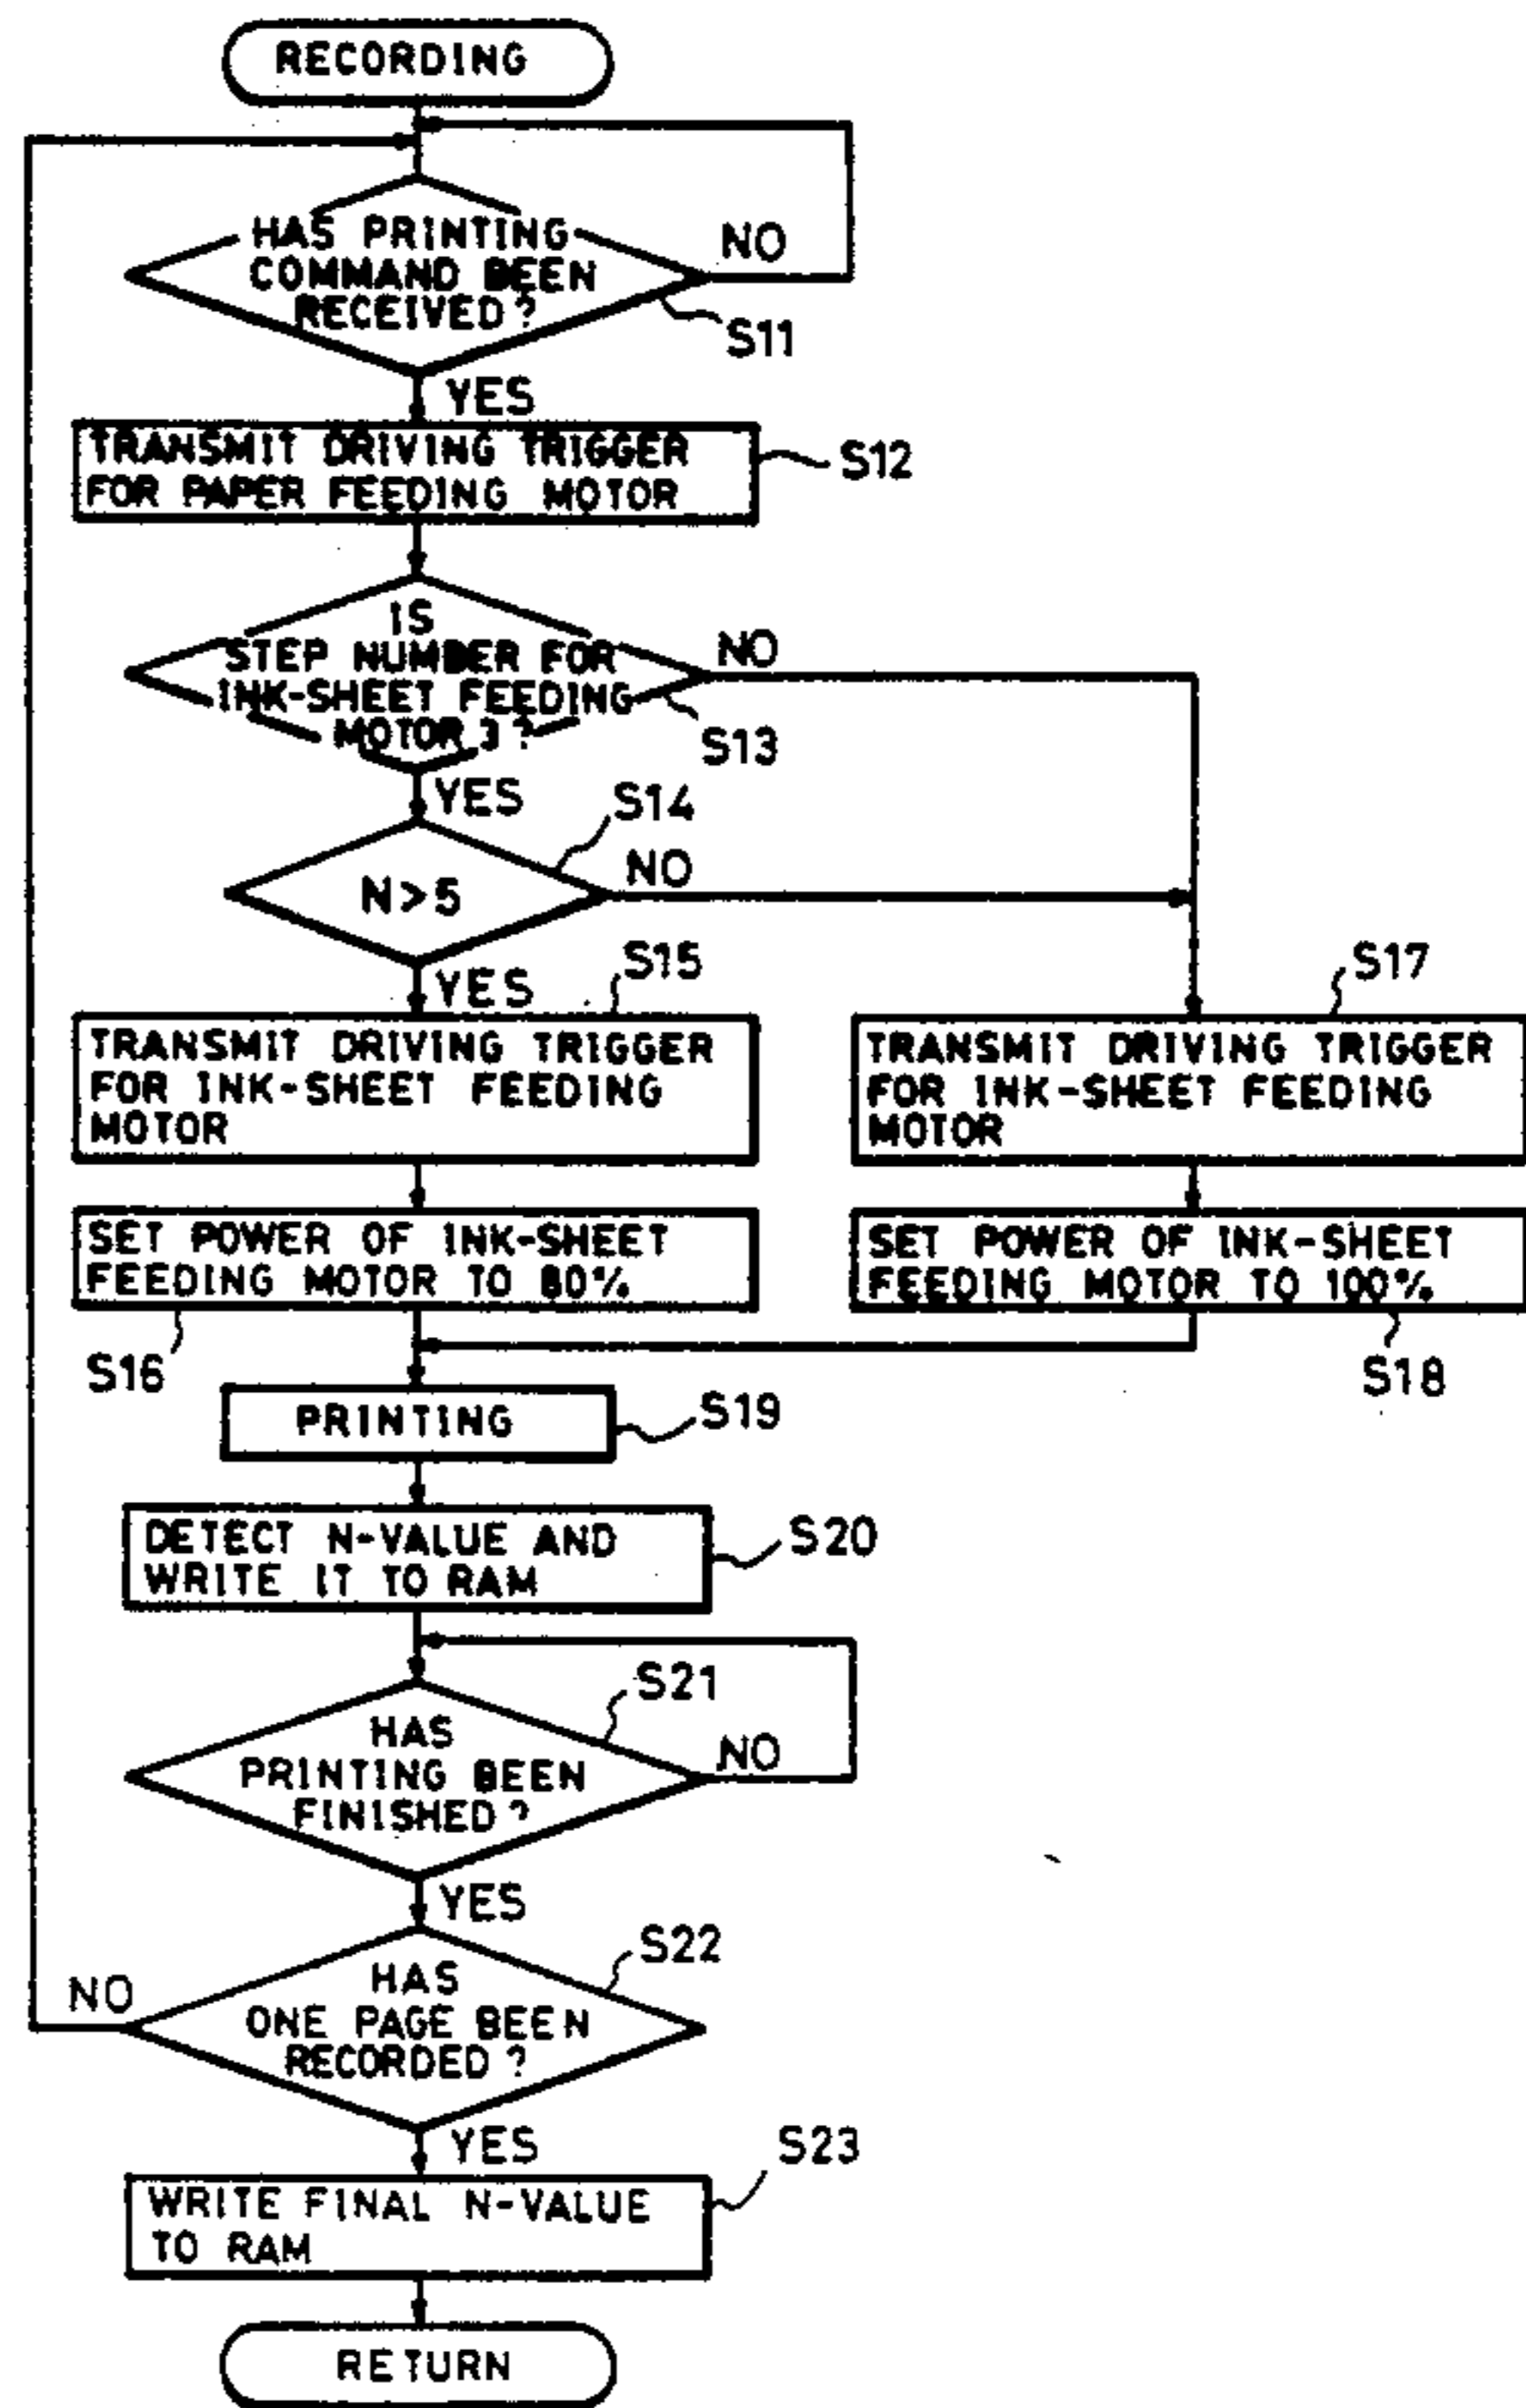 RECORDING
HAS PRINTING
COMMAND BEEN
RECEIVED?
NO
S11
YES
TRANSMIT DRIVING TRIGGER
FOR PAPER FEEDING MOTOR
S12
IS
STEP NUMBER FOR
INK-SHEET FEEDING
MOTOR 3?
NO
S13
YES
S14
N>5
NO
YES
S15
S17
TRANSMIT DRIVING TRIGGER
FOR INK-SHEET FEEDING
MOTOR
TRANSMIT DRIVING TRIGGER
FOR INK-SHEET FEEDING
MOTOR
SET POWER OF INK-SHEET
FEEDING MOTOR TO 80%
SET POWER OF INK-SHEET
FEEDING MOTOR TO 100%
S16
S18
PRINTING
S19
DETECT N-VALUE AND
WRITE IT TO RAM
S20
S21
HAS
PRINTING BEEN
FINISHED?
NO
YES
S22
HAS
ONE PAGE BEEN
RECORDED?
NO
YES
S23
WRITE FINAL N-VALUE
TO RAM
RETURN